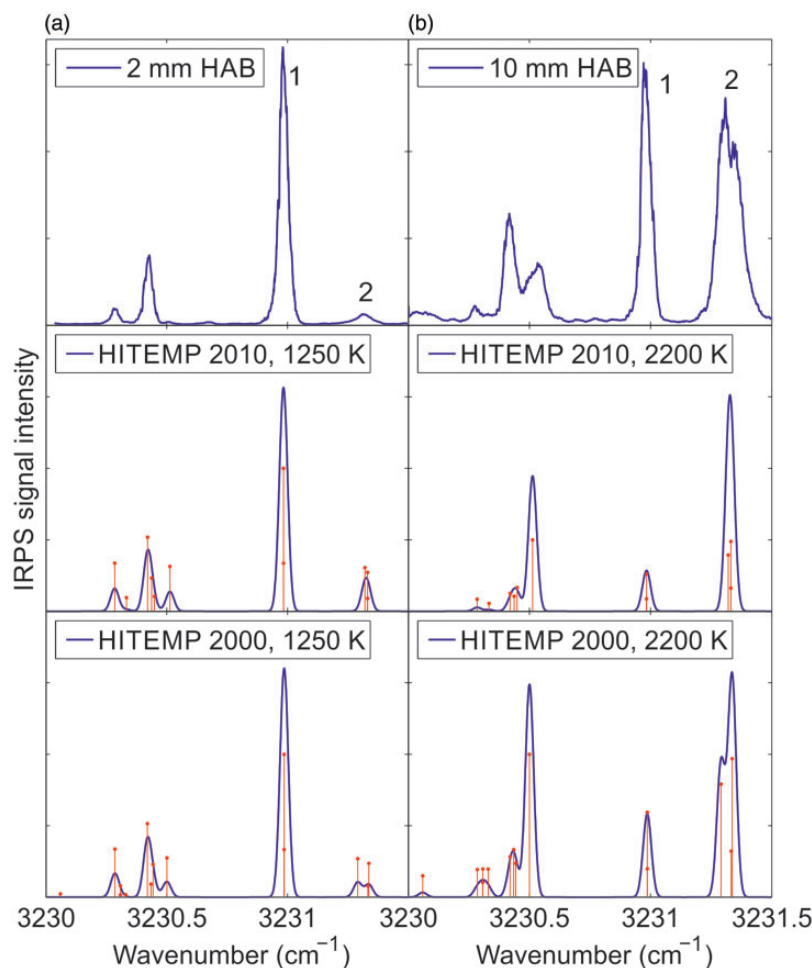 (a)
(b)
2 mm HAB
1
2
10 mm HAB
1
2
HITEMP 2010, 1250 K
HITEMP 2010, 2200 K
HITEMP 2000, 1250 K
HITEMP 2000, 2200 K
IRPS signal intensity
3230 3230.5 3231 3230 3230.5 3231 3231.5
Wavenumber (cm⁻¹) Wavenumber (cm⁻¹)